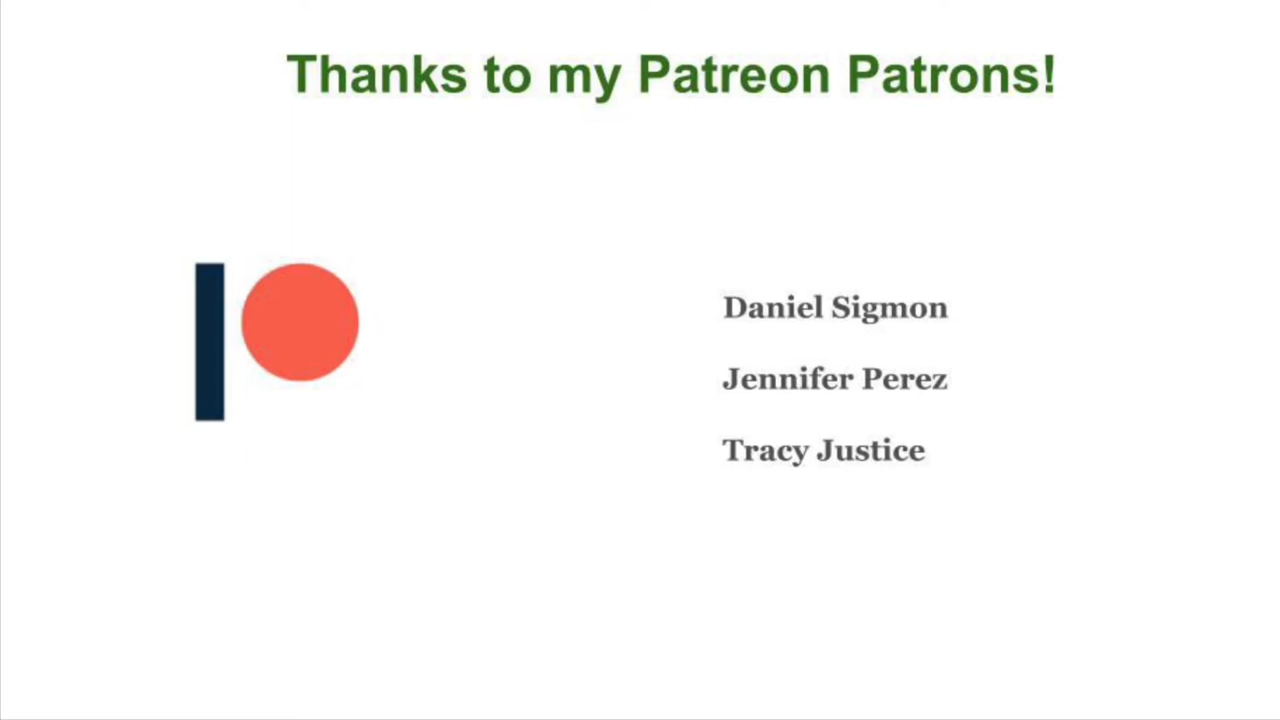 Thanks to my Patreon Patrons!
Daniel Sigmon
Jennifer Perez
Tracy Justice